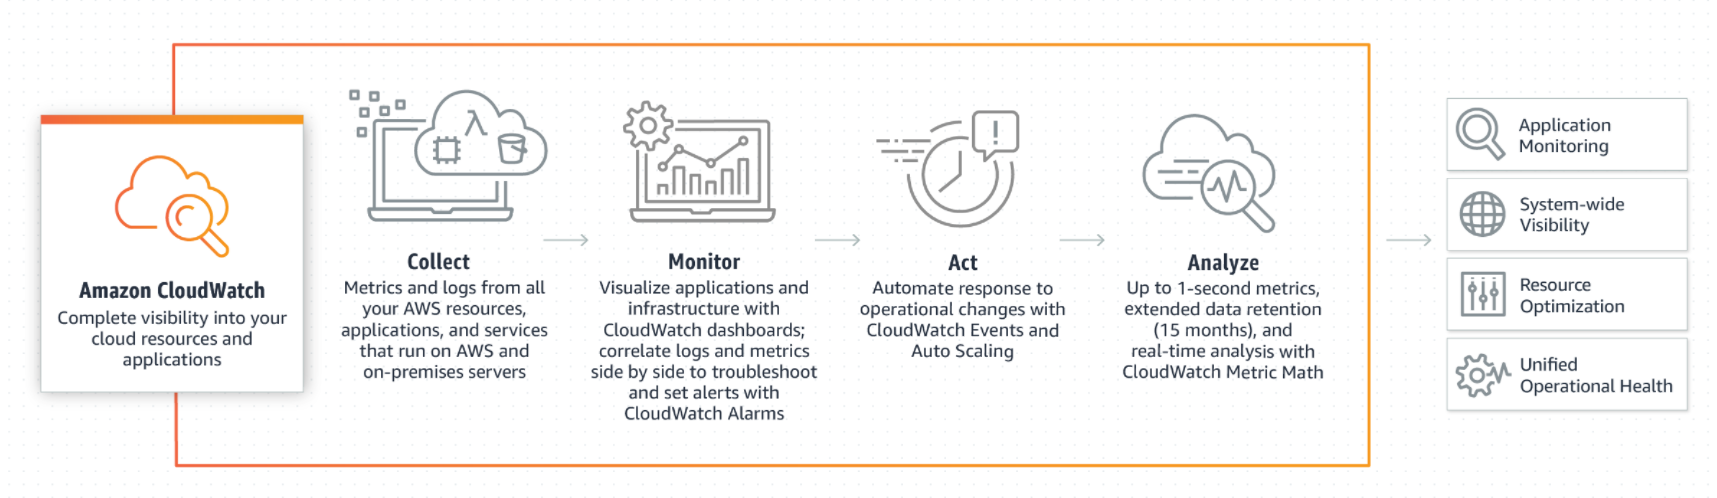 Amazon CloudWatch
Complete visibility into your
cloud resources and
applications
Collect
Metrics and logs from all
your AWS resources,
applications, and services
that run on AWS and
on-premises servers
Monitor
Visualize applications and
infrastructure with
CloudWatch dashboards;
correlate logs and metrics
side by side to troubleshoot
and set alerts with
CloudWatch Alarms
Act
Automate response to
operational changes with
CloudWatch Events and
Auto Scaling
Analyze
Up to 1-second metrics,
extended data retention
(15 months), and
real-time analysis with
CloudWatch Metric Math
Application
Monitoring
System-wide
Visibility
Resource
Optimization
Unified
Operational Health